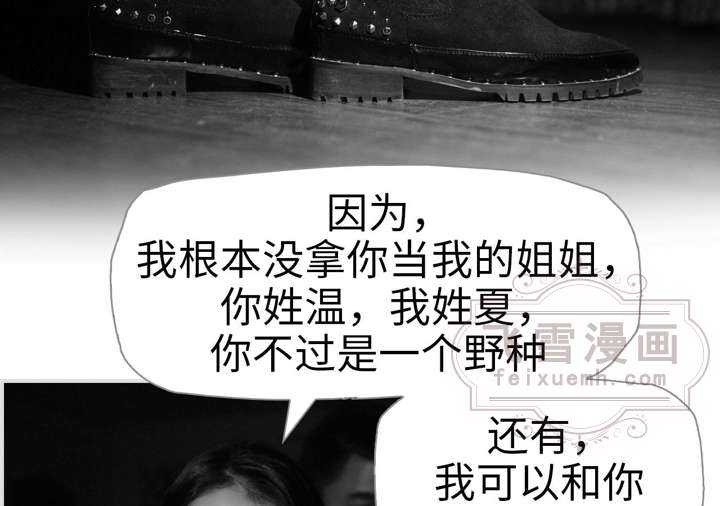 因为，
我根本没拿你当我的姐姐，
你姓温，我姓夏，
你不过是一个野种
飞雪漫画
feixuemh.com
还有，
我可以和你